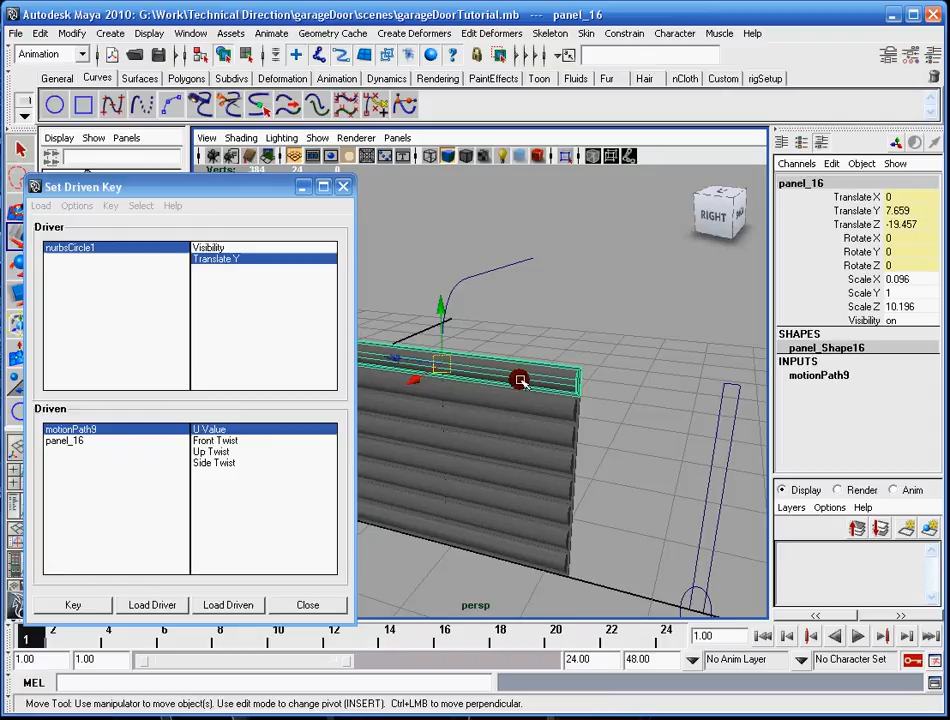 Autodesk Maya 2010: G:\Work\Technical Direction\garageDoor\scenes\garageDoorTutorial.mb --- panel_16
File Edit Modify Create Display Window Assets Animate Geometry Cache Create Deformers Edit Deformers Skeleton Skin Constrain Character Muscle Help
Animation
General Curves Surfaces Polygons Subdivs Deformation Animation Dynamics Rendering PaintEffects Toon Fluids Fur Hair nCloth Custom rigSetup
Display Show Panels
View Shading Lighting Show Renderer Panels
Verts: 384 24 0
Set Driven Key
Load Options Key Select Help
Driver
nurbsCircle1 Visibility
Translate Y
Driven
motionPath9 U Value
panel_16 Front Twist
Up Twist
Side Twist
Key Load Driver Load Driven Close
RIGHT
persp
Channels Edit Object Show
panel_16
Translate X 0
Translate Y 7.659
Translate Z -19.457
Rotate X 0
Rotate Y 0
Rotate Z 0
Scale X 0.096
Scale Y 1
Scale Z 10.196
Visibility on
SHAPES
panel_Shape16
INPUTS
motionPath9
Display Render Anim
Layers Options Help
<< >>
1 2 4 6 8 10 12 14 16 18 20 22 24 1.00
1.00 1.00 24.00 48.00 No Anim Layer No Character Set
MEL
Move Tool: Use manipulator to move object(s). Use edit mode to change pivot (INSERT). Ctrl+LMB to move perpendicular.